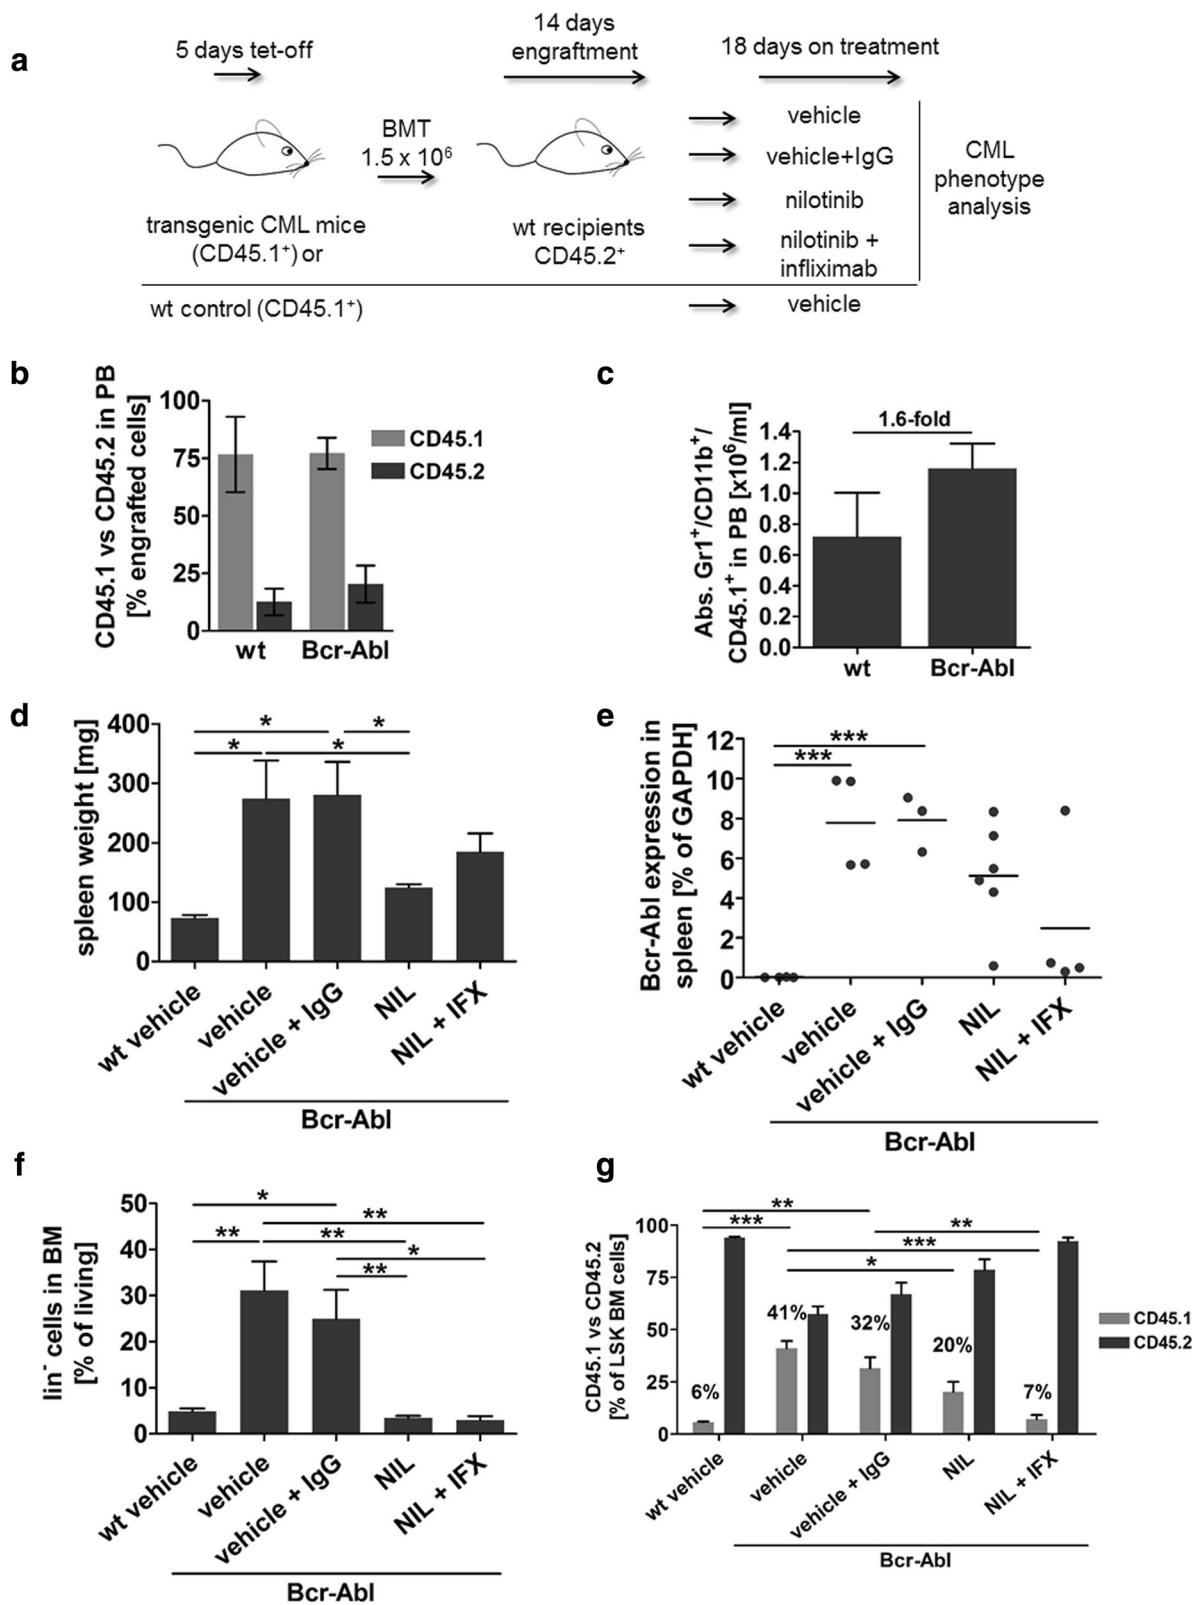 a
5 days tet-off
14 days
engraftment
18 days on treatment
BMT
1.5 x 10⁶
transgenic CML mice
(CD45.1⁺) or
wt recipients
CD45.2⁺
vehicle
vehicle+IgG
nilotinib
nilotinib +
infliximab
CML
phenotype
analysis
wt control (CD45.1⁺)
vehicle
b
CD45.1 vs CD45.2 in PB
[% engrafted cells]
100
75
50
25
0
wt
Bcr-Abl
CD45.1
CD45.2
c
Abs. Gr1⁺/CD11b⁺/
CD45.1⁺ in PB [x10⁶/ml]
1.4
1.2
1.0
0.8
0.6
0.4
0.2
0.0
1.6-fold
wt
Bcr-Abl
d
spleen weight [mg]
400
300
200
100
0
*
*
*
*
wt vehicle
vehicle
vehicle + IgG
NIL
NIL + IFX
Bcr-Abl
e
Bcr-Abl expression in
spleen [% of GAPDH]
12
10
8
6
4
2
0
***
***
wt vehicle
vehicle
vehicle + IgG
NIL
NIL + IFX
Bcr-Abl
f
lin⁻ cells in BM
[% of living]
50
40
30
20
10
0
*
**
**
**
*
**
wt vehicle
vehicle
vehicle + IgG
NIL
NIL + IFX
Bcr-Abl
g
CD45.1 vs CD45.2
[% of LSK BM cells]
100
75
50
25
0
**
***
**
***
*
6%
41%
32%
20%
7%
CD45.1
CD45.2
wt vehicle
vehicle
vehicle + IgG
NIL
NIL + IFX
Bcr-Abl